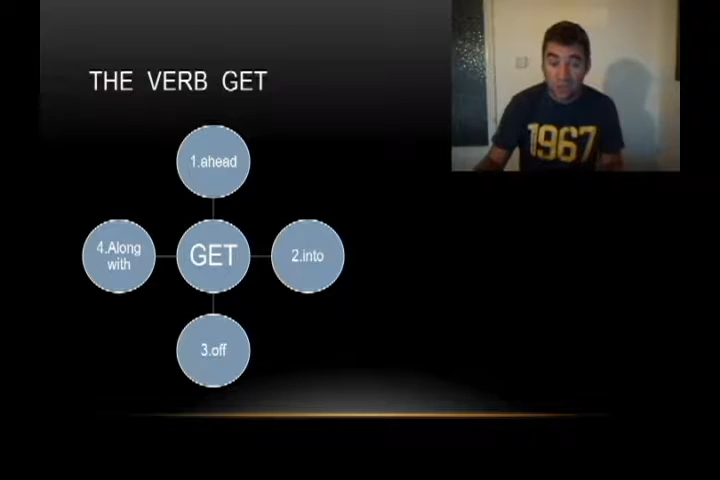 THE VERB GET
1.ahead
4.Along
with
GET
2.into
3.off
1967